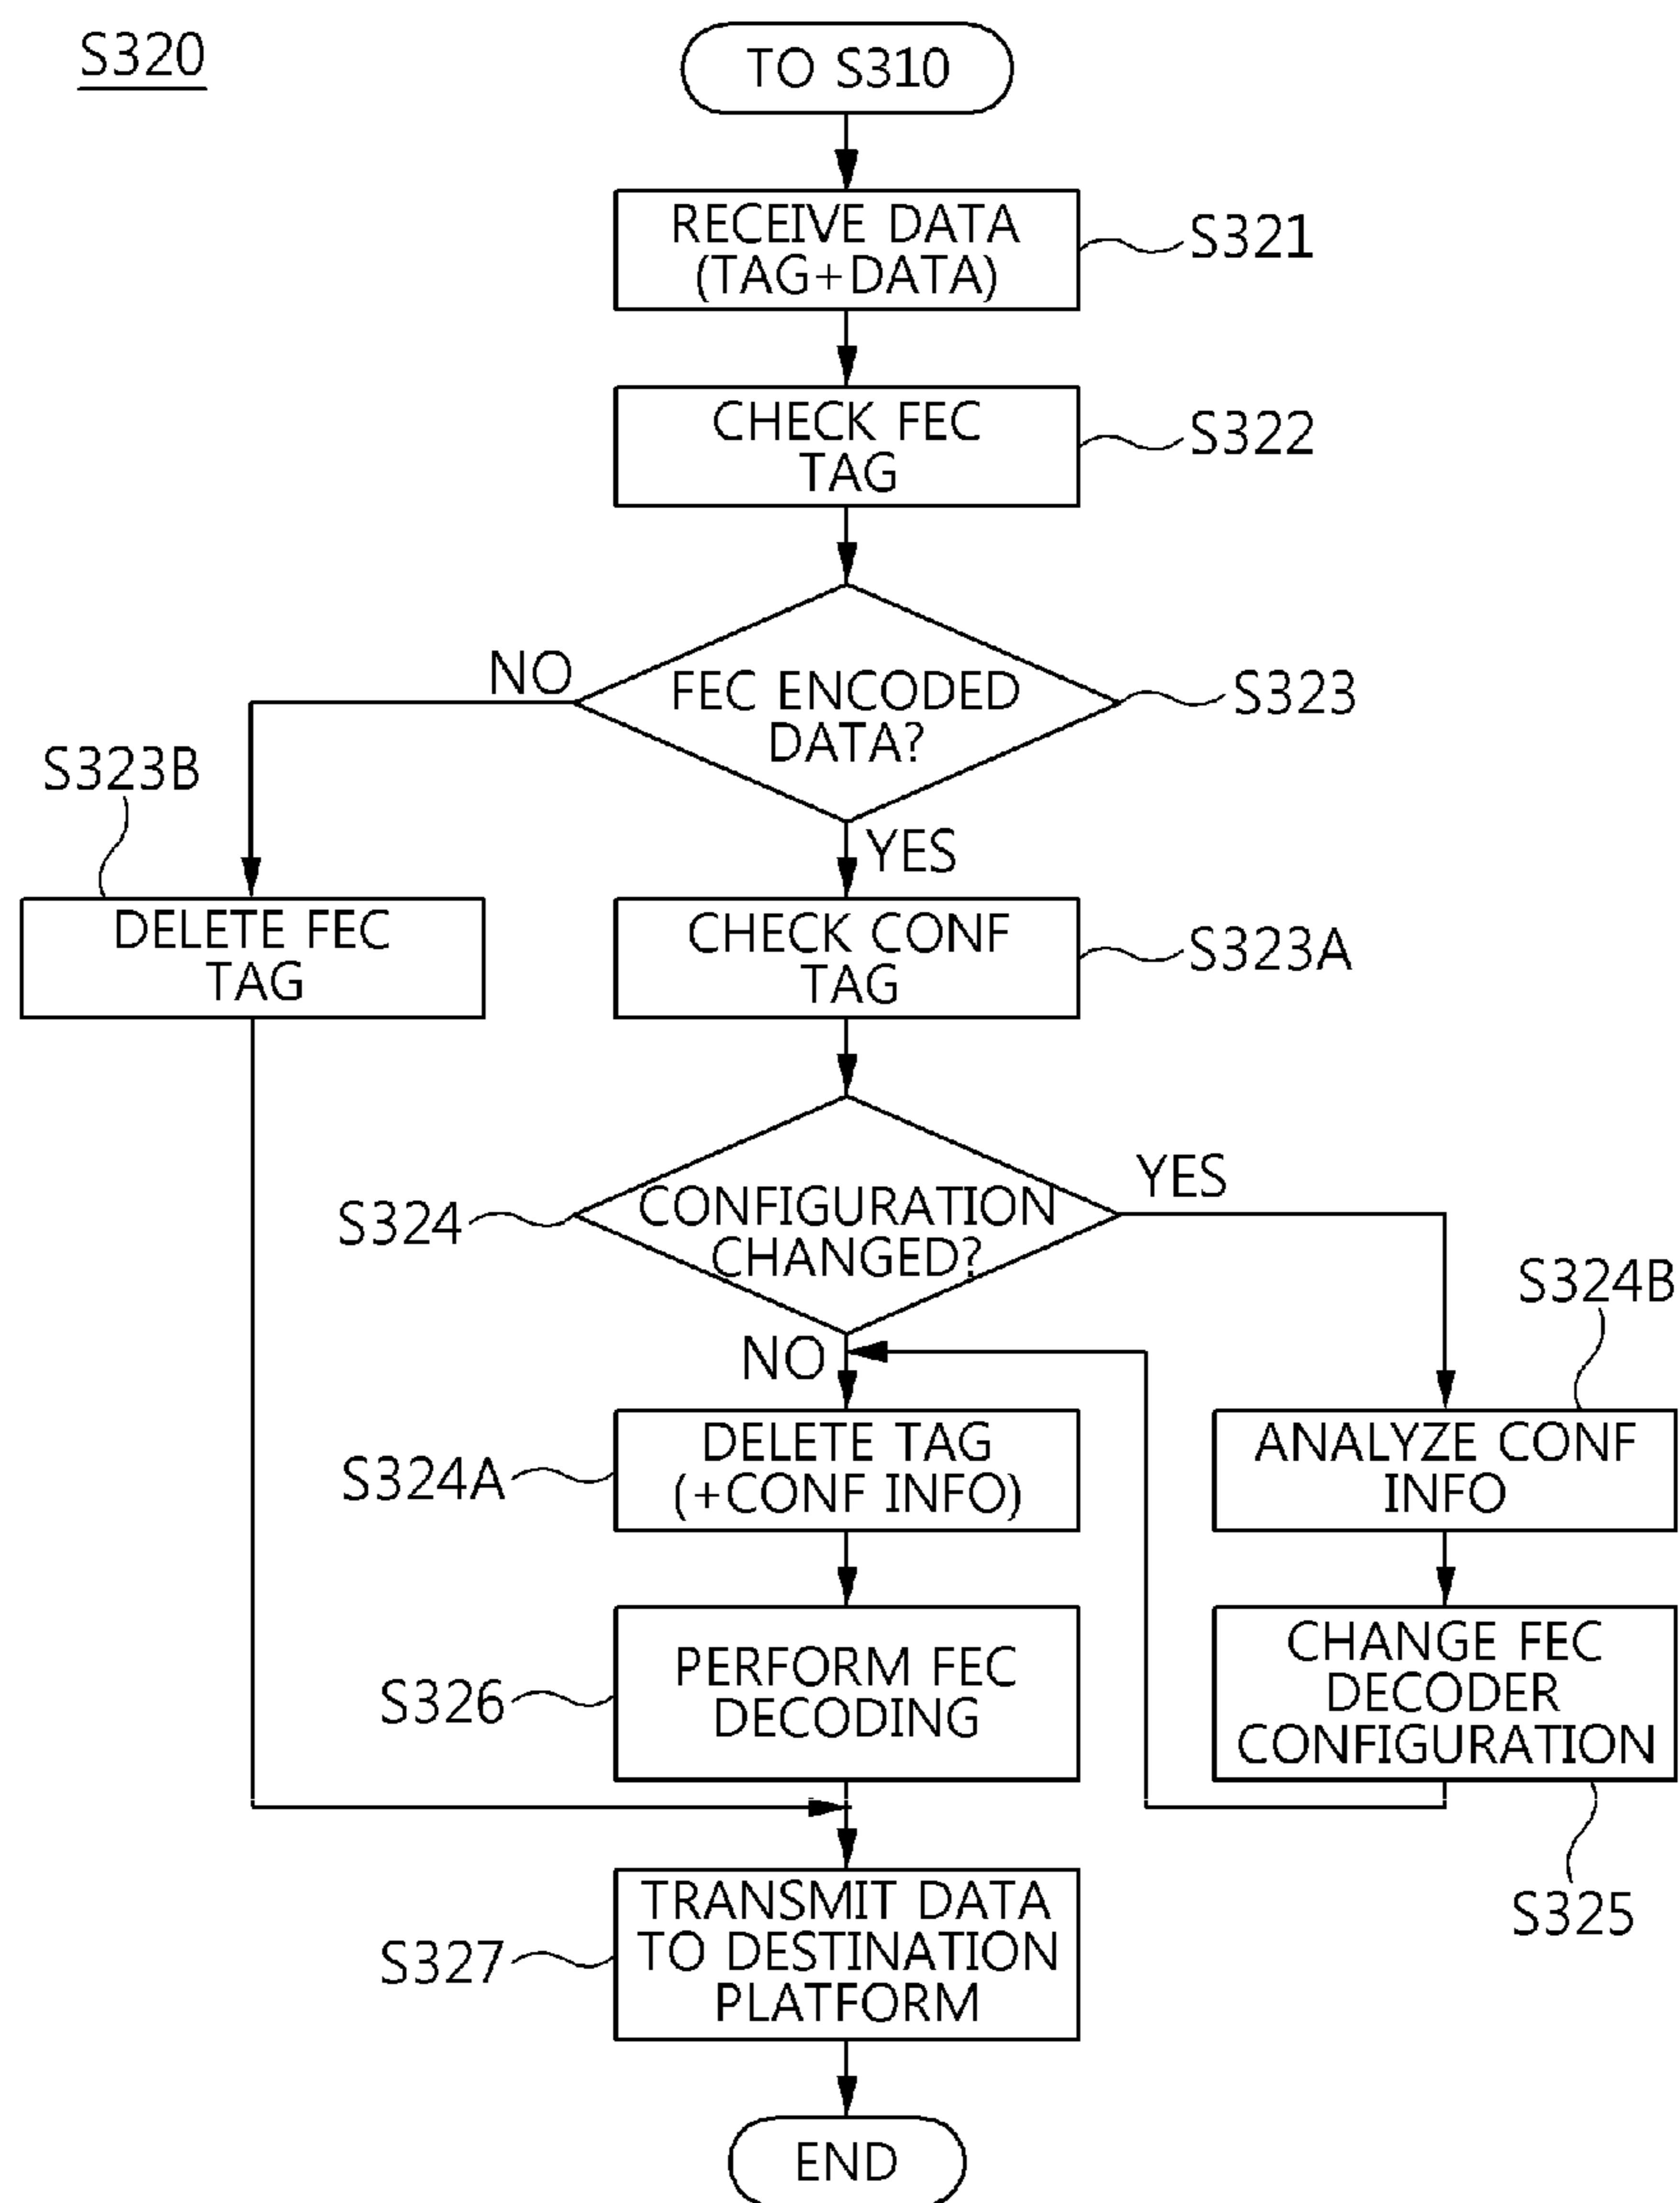 S320
TO S310
RECEIVE DATA
(TAG+DATA)
S321
CHECK FEC
TAG
S322
NO
FEC ENCODED
DATA?
S323
S323B
YES
DELETE FEC
TAG
CHECK CONF
TAG
S323A
S324
CONFIGURATION
CHANGED?
YES
S324B
NO
S324A
DELETE TAG
(+CONF INFO)
ANALYZE CONF
INFO
S326
PERFORM FEC
DECODING
CHANGE FEC
DECODER
CONFIGURATION
S325
S327
TRANSMIT DATA
TO DESTINATION
PLATFORM
END